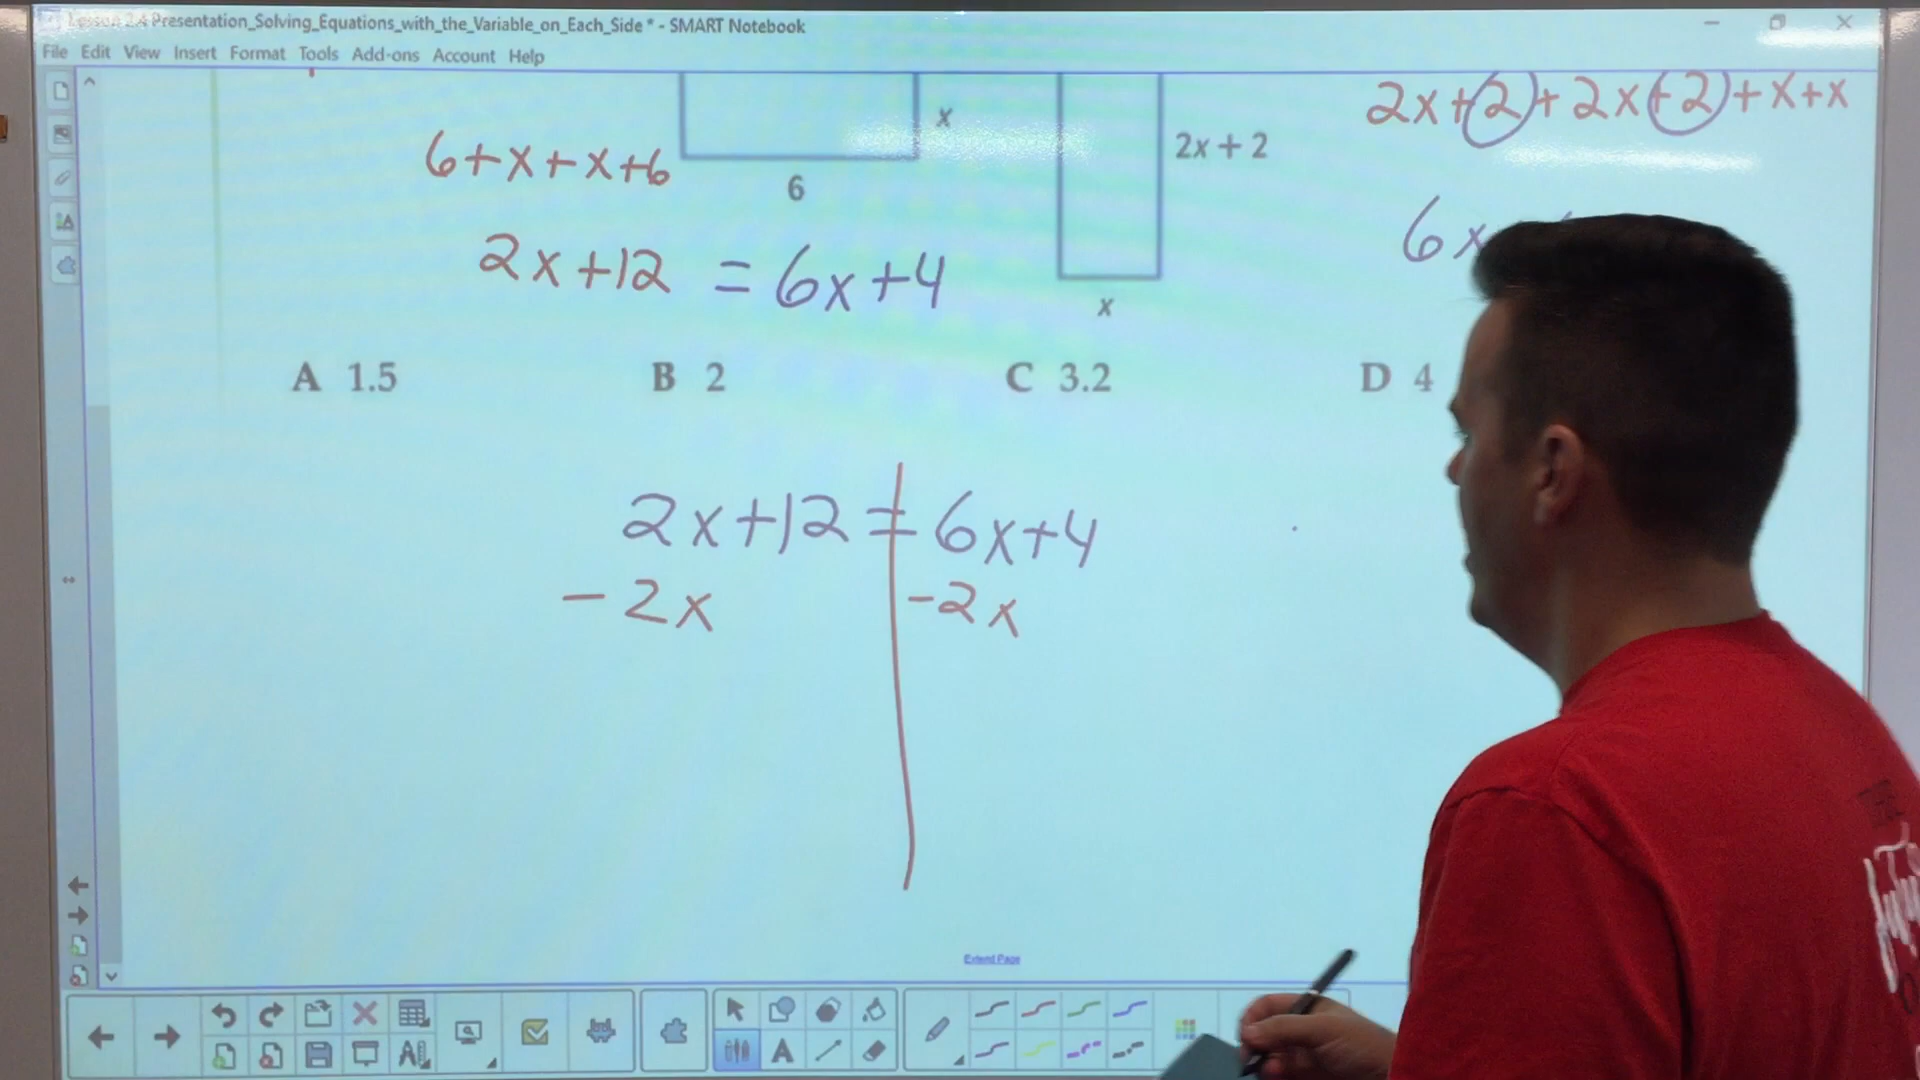 Lesson 2.4 Presentation_Solving_Equations_with_the_Variable_on_Each_Side * - SMART Notebook
File Edit View Insert Format Tools Add-ons Account Help
2x+2+2x+2+x+x
x
2x + 2
6+x+x+6
6
6x
2x+12 = 6x+4
x
A 1.5 B 2 C 3.2 D 4
2x+12=6x+4
-2x -2x
Extend Page